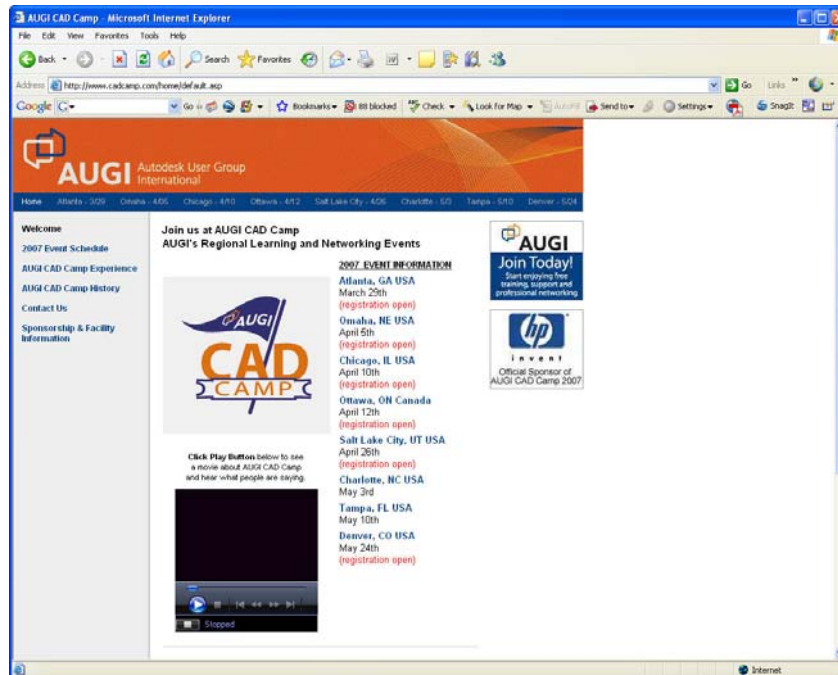 AUGI CAD Camp - Microsoft Internet Explorer
File Edit View Favorites Tools Help
Back Search Favorites
Address http://www.cadcamp.com/home/default.asp Go Links
Google G Go Bookmarks 88 blocked Check Look for Map AutoFill Send to Settings SnagIt
AUGI Autodesk User Group
International
Home Atlanta - 3/29 Omaha - 4/05 Chicago - 4/10 Ottawa - 4/12 Salt Lake City - 4/26 Charlotte - 5/3 Tampa - 5/10 Denver - 5/24
Welcome
2007 Event Schedule
AUGI CAD Camp Experience
AUGI CAD Camp History
Contact Us
Sponsorship & Facility
Information
Join us at AUGI CAD Camp
AUGI's Regional Learning and Networking Events
AUGI
CAD
CAMP
Click Play Button below to see
a movie about AUGI CAD Camp
and hear what people are saying.
Stopped
2007 EVENT INFORMATION
Atlanta, GA USA
March 29th
(registration open)
Omaha, NE USA
April 5th
(registration open)
Chicago, IL USA
April 10th
(registration open)
Ottawa, ON Canada
April 12th
(registration open)
Salt Lake City, UT USA
April 26th
(registration open)
Charlotte, NC USA
May 3rd
Tampa, FL USA
May 10th
Denver, CO USA
May 24th
(registration open)
AUGI
Join Today!
Start enjoying free
training, support and
professional networking
hp
invent
Official Sponsor of
AUGI CAD Camp 2007
Internet